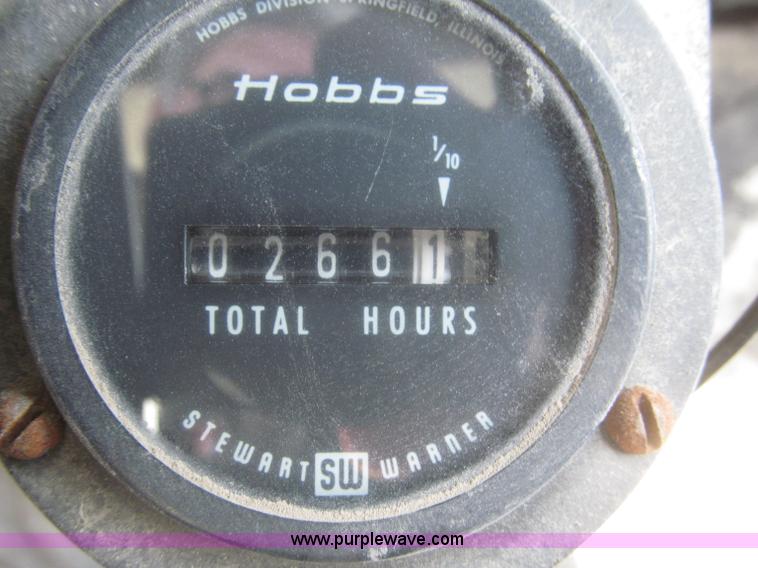 HOBBS DIVISION SPRINGFIELD, ILLINOIS
Hobbs
1/10
0 2 6 6 1
TOTAL HOURS
STEWART SW WARNER
www.purplewave.com